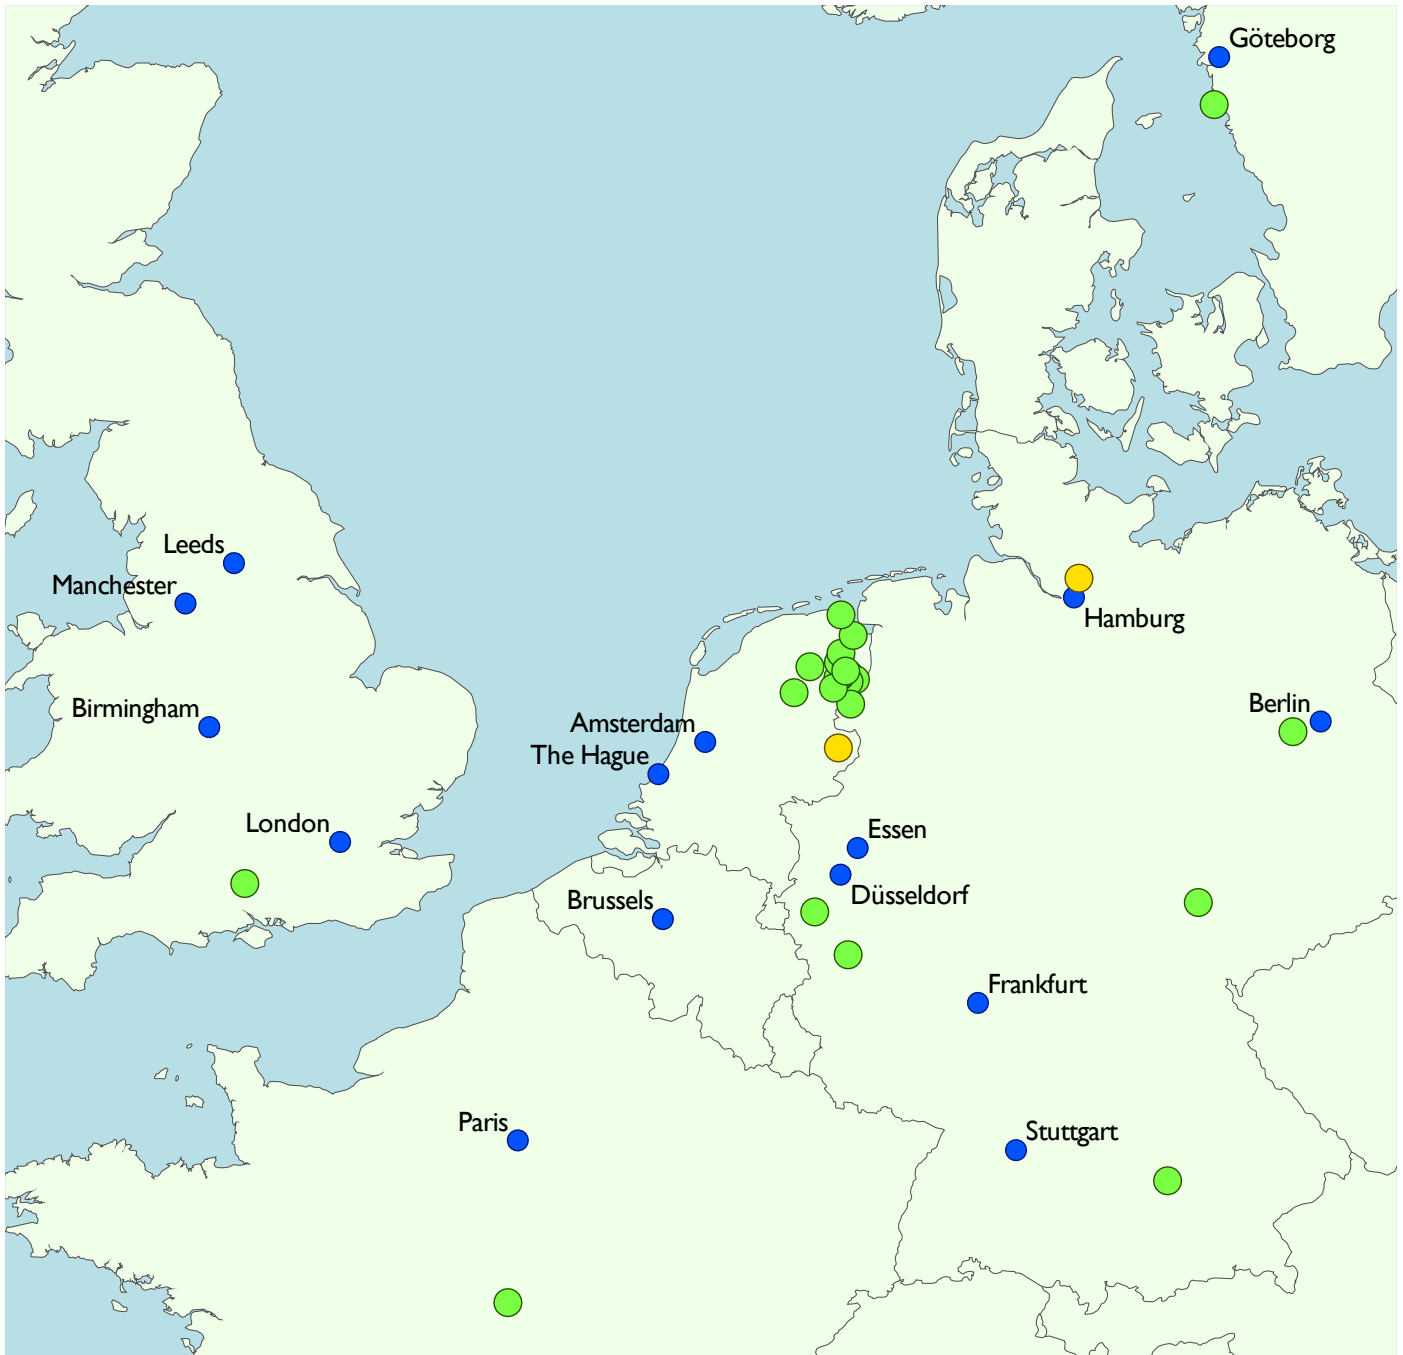 Göteborg
Leeds
Manchester
Hamburg
Birmingham
Berlin
Amsterdam
The Hague
London
Essen
Düsseldorf
Brussels
Frankfurt
Paris
Stuttgart